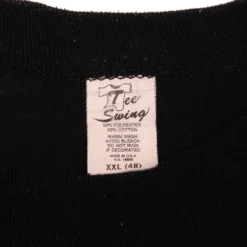 Tee
Swing
50% POLYESTER
50% COTTON
WARM WASH
AVOID BLEACH
DO NOT IRON
IF DECORATED
MADE IN U.S.A.
XXL (48)